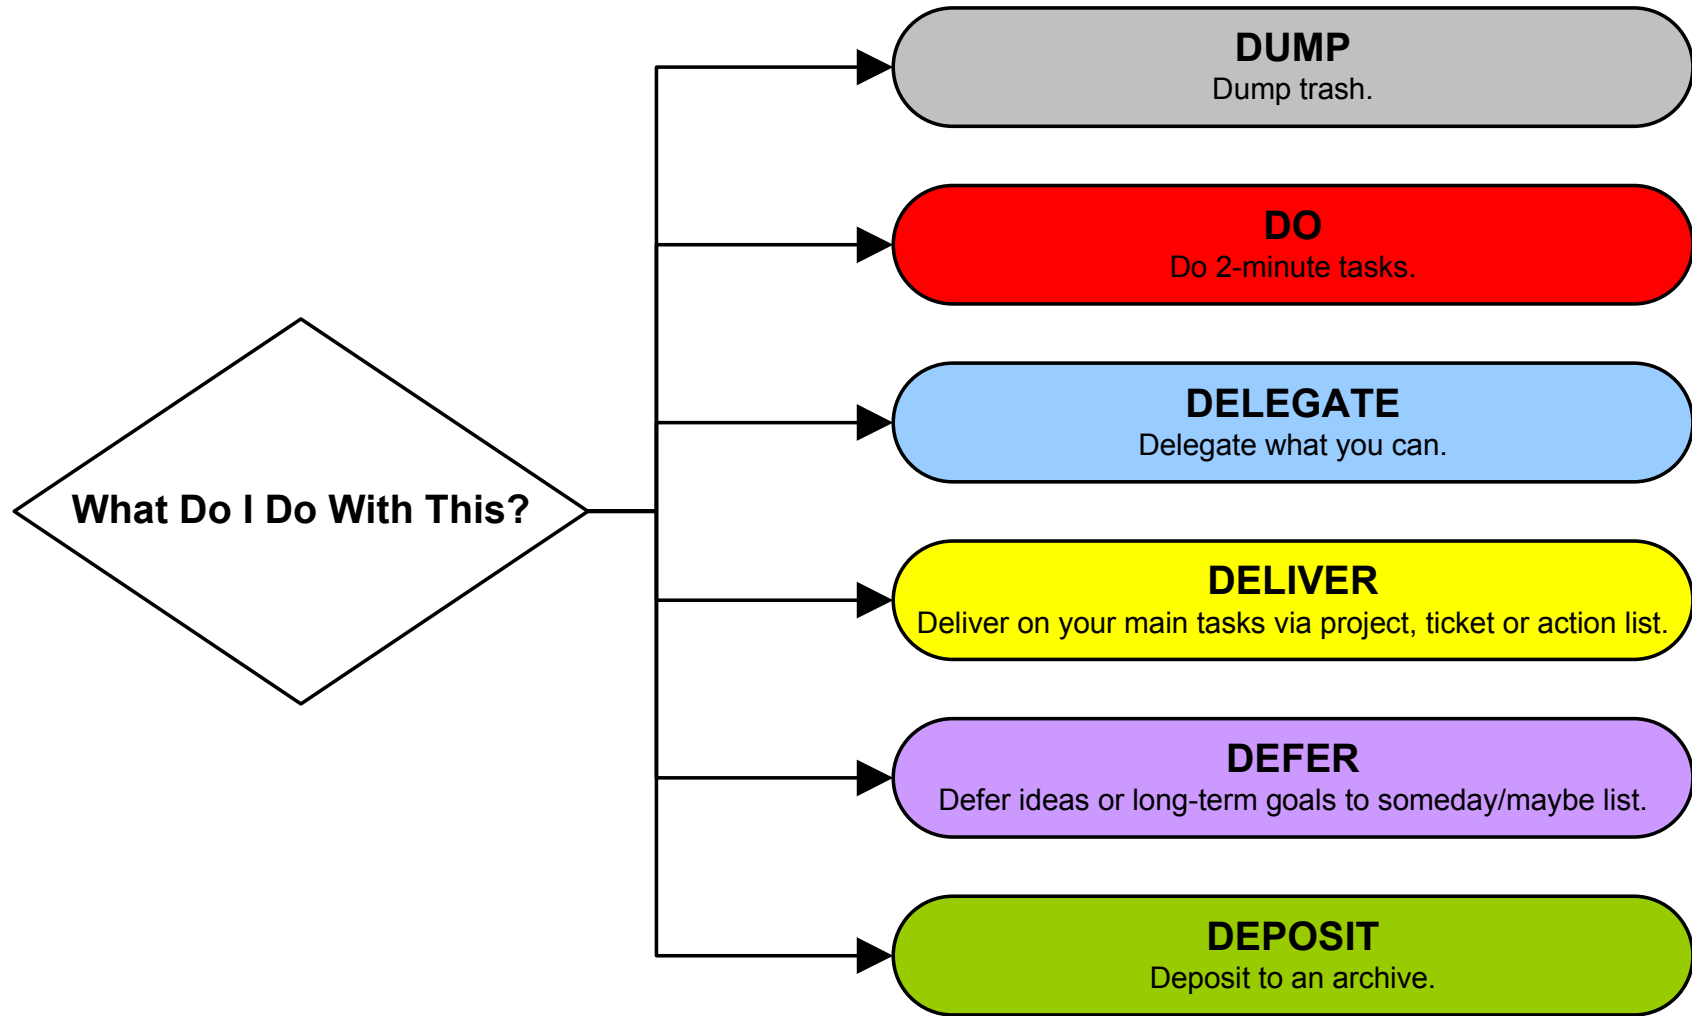 DUMP
Dump trash.
DO
Do 2-minute tasks.
DELEGATE
Delegate what you can.
What Do I Do With This?
DELIVER
Deliver on your main tasks via project, ticket or action list.
DEFER
Defer ideas or long-term goals to someday/maybe list.
DEPOSIT
Deposit to an archive.